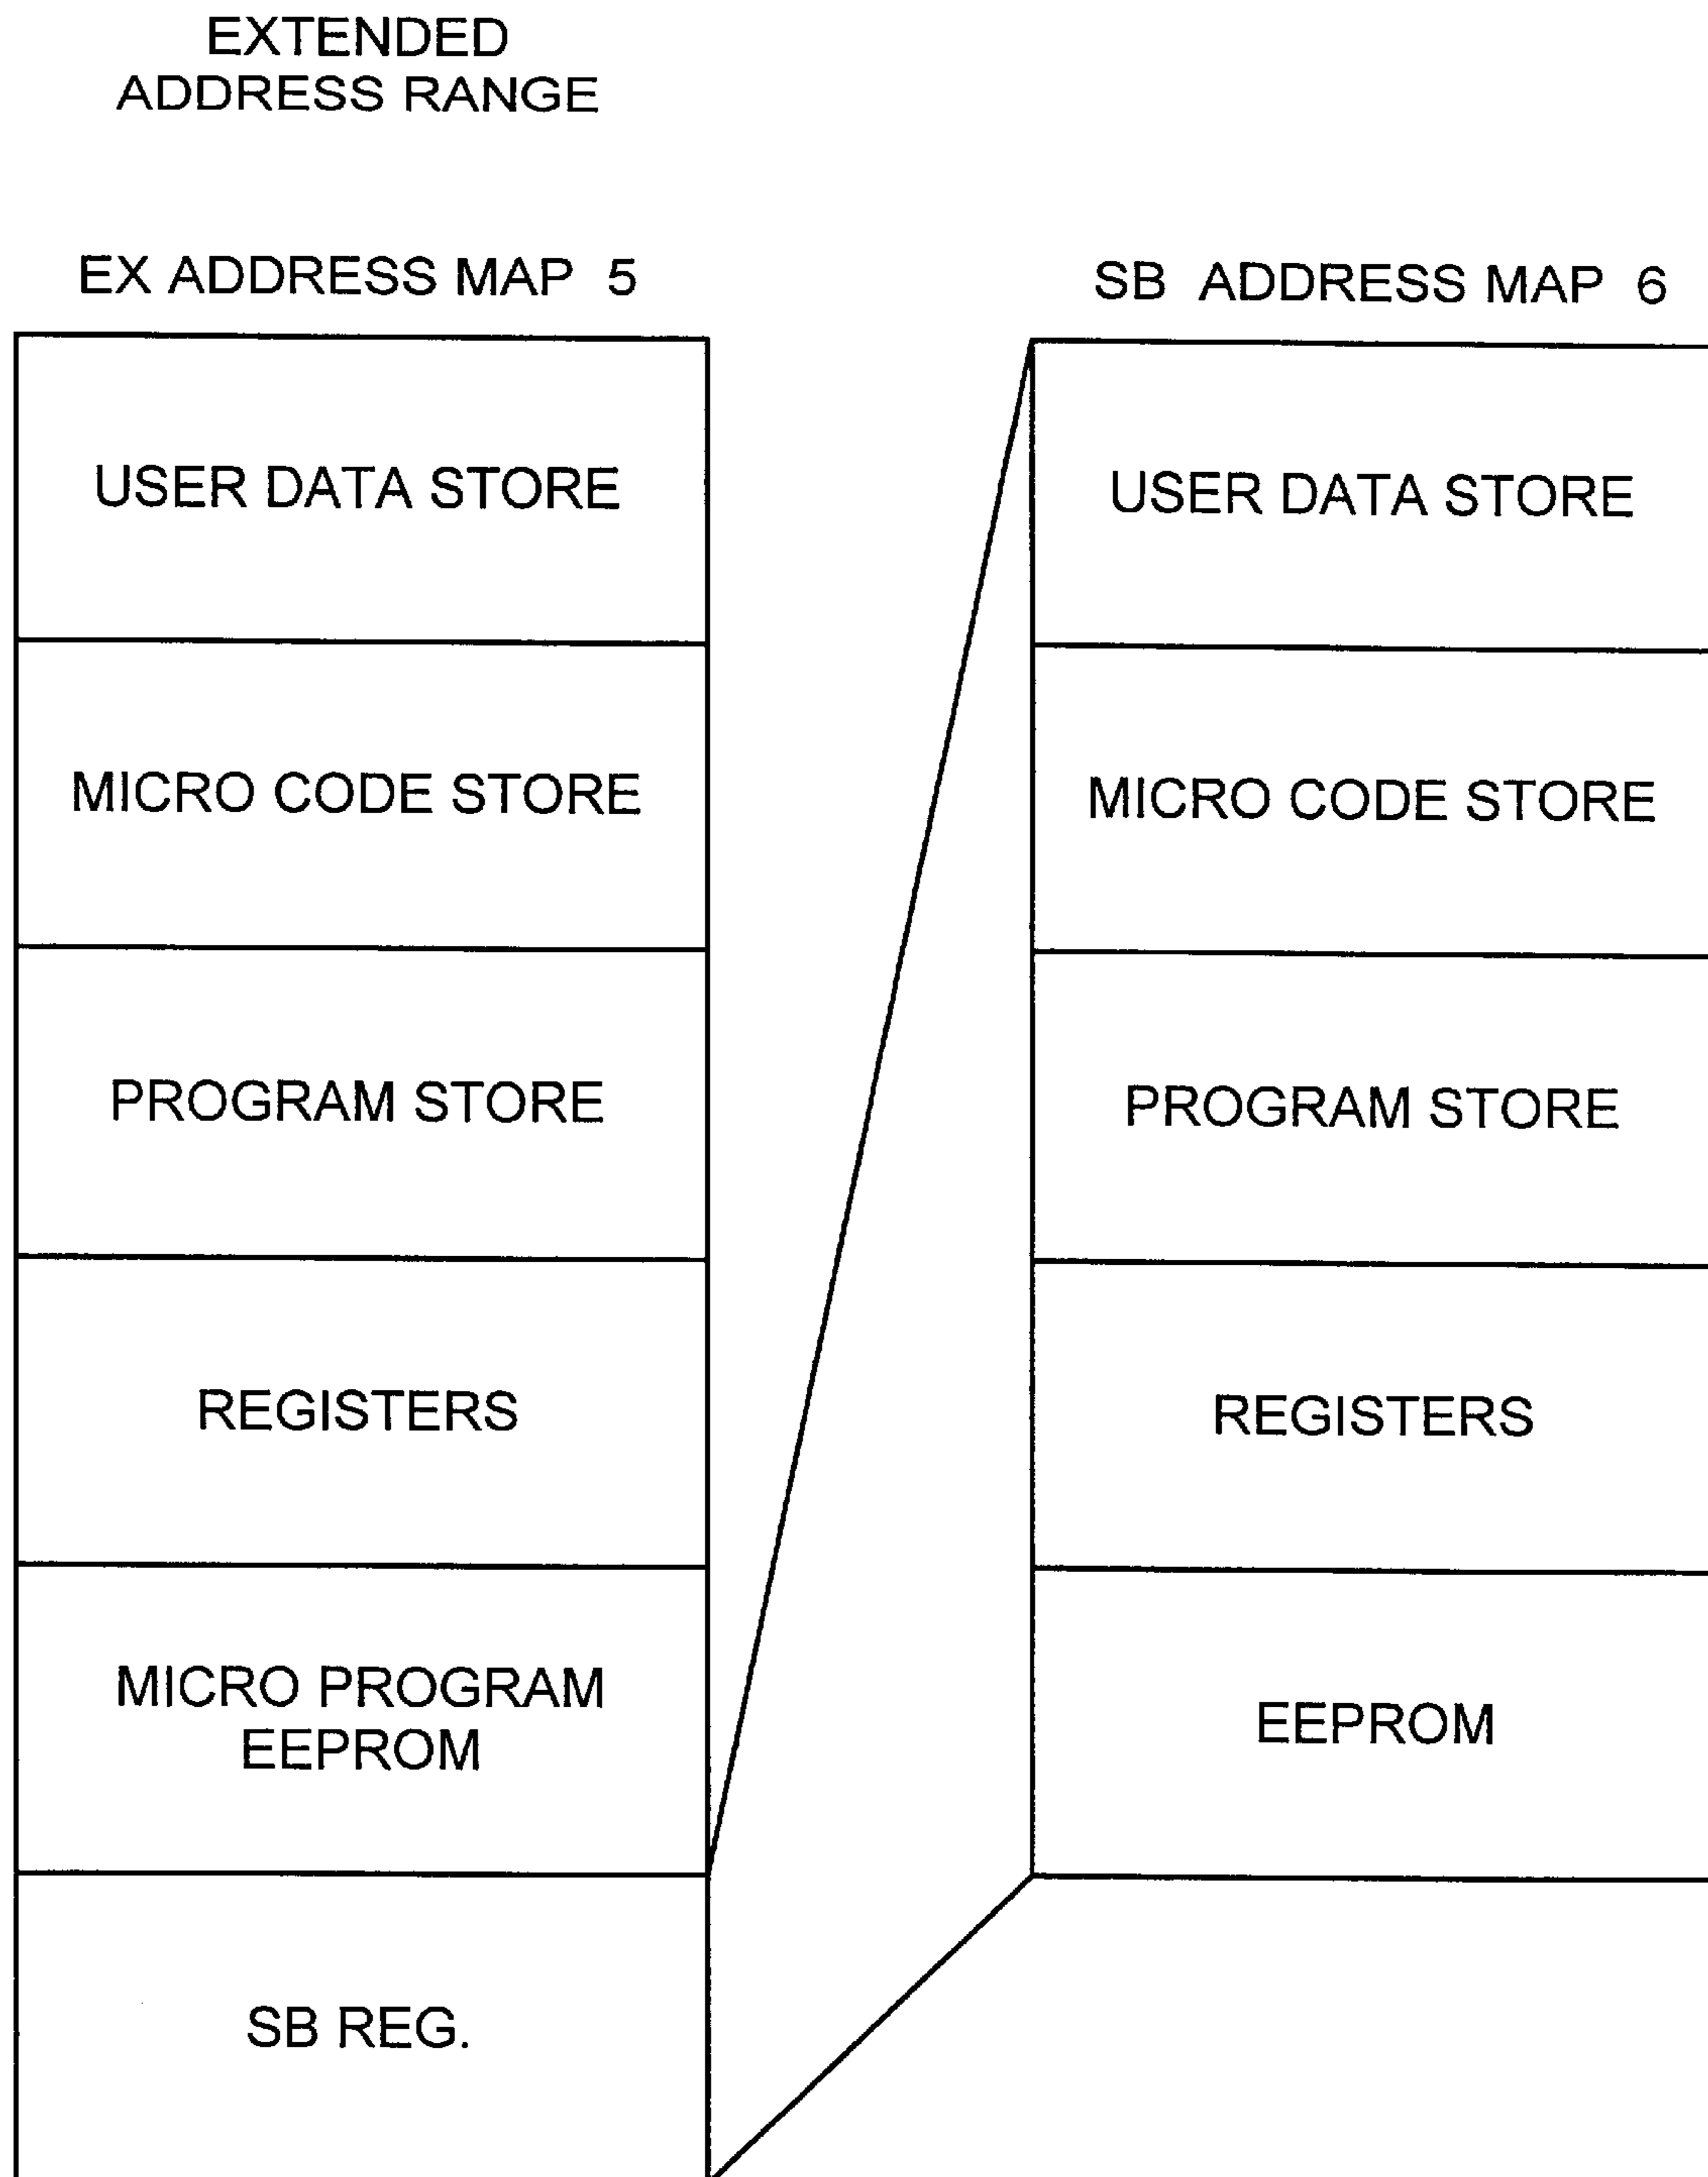 EXTENDED
ADDRESS RANGE
EX ADDRESS MAP 5
USER DATA STORE
MICRO CODE STORE
PROGRAM STORE
REGISTERS
MICRO PROGRAM
EEPROM
SB REG.
SB ADDRESS MAP 6
USER DATA STORE
MICRO CODE STORE
PROGRAM STORE
REGISTERS
EEPROM